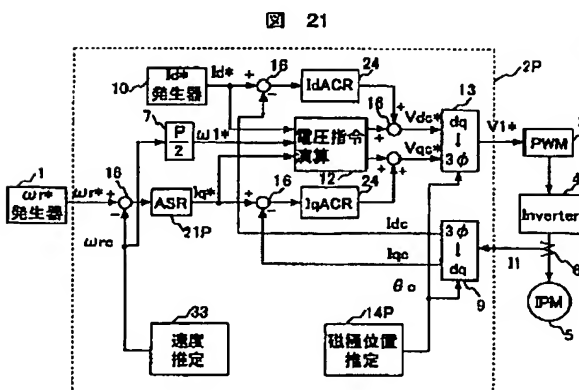 図 21
2P
Id*
発生器
10
Id*
16
IdACR
24
16
13
dq
↓
3φ
V1*
PWM
P
2
7
ω1*
電圧指令
演算
12
Vdc*
Vqc*
1
ωr*
発生器
ωr*
16
ASR
21P
Iq*
16
IqACR
24
4
Inverter
ωrc
Idc
Iqc
3φ
↓
dq
9
I1
6
θc
IPM
5
33
速度
推定
14P
磁極位置
推定